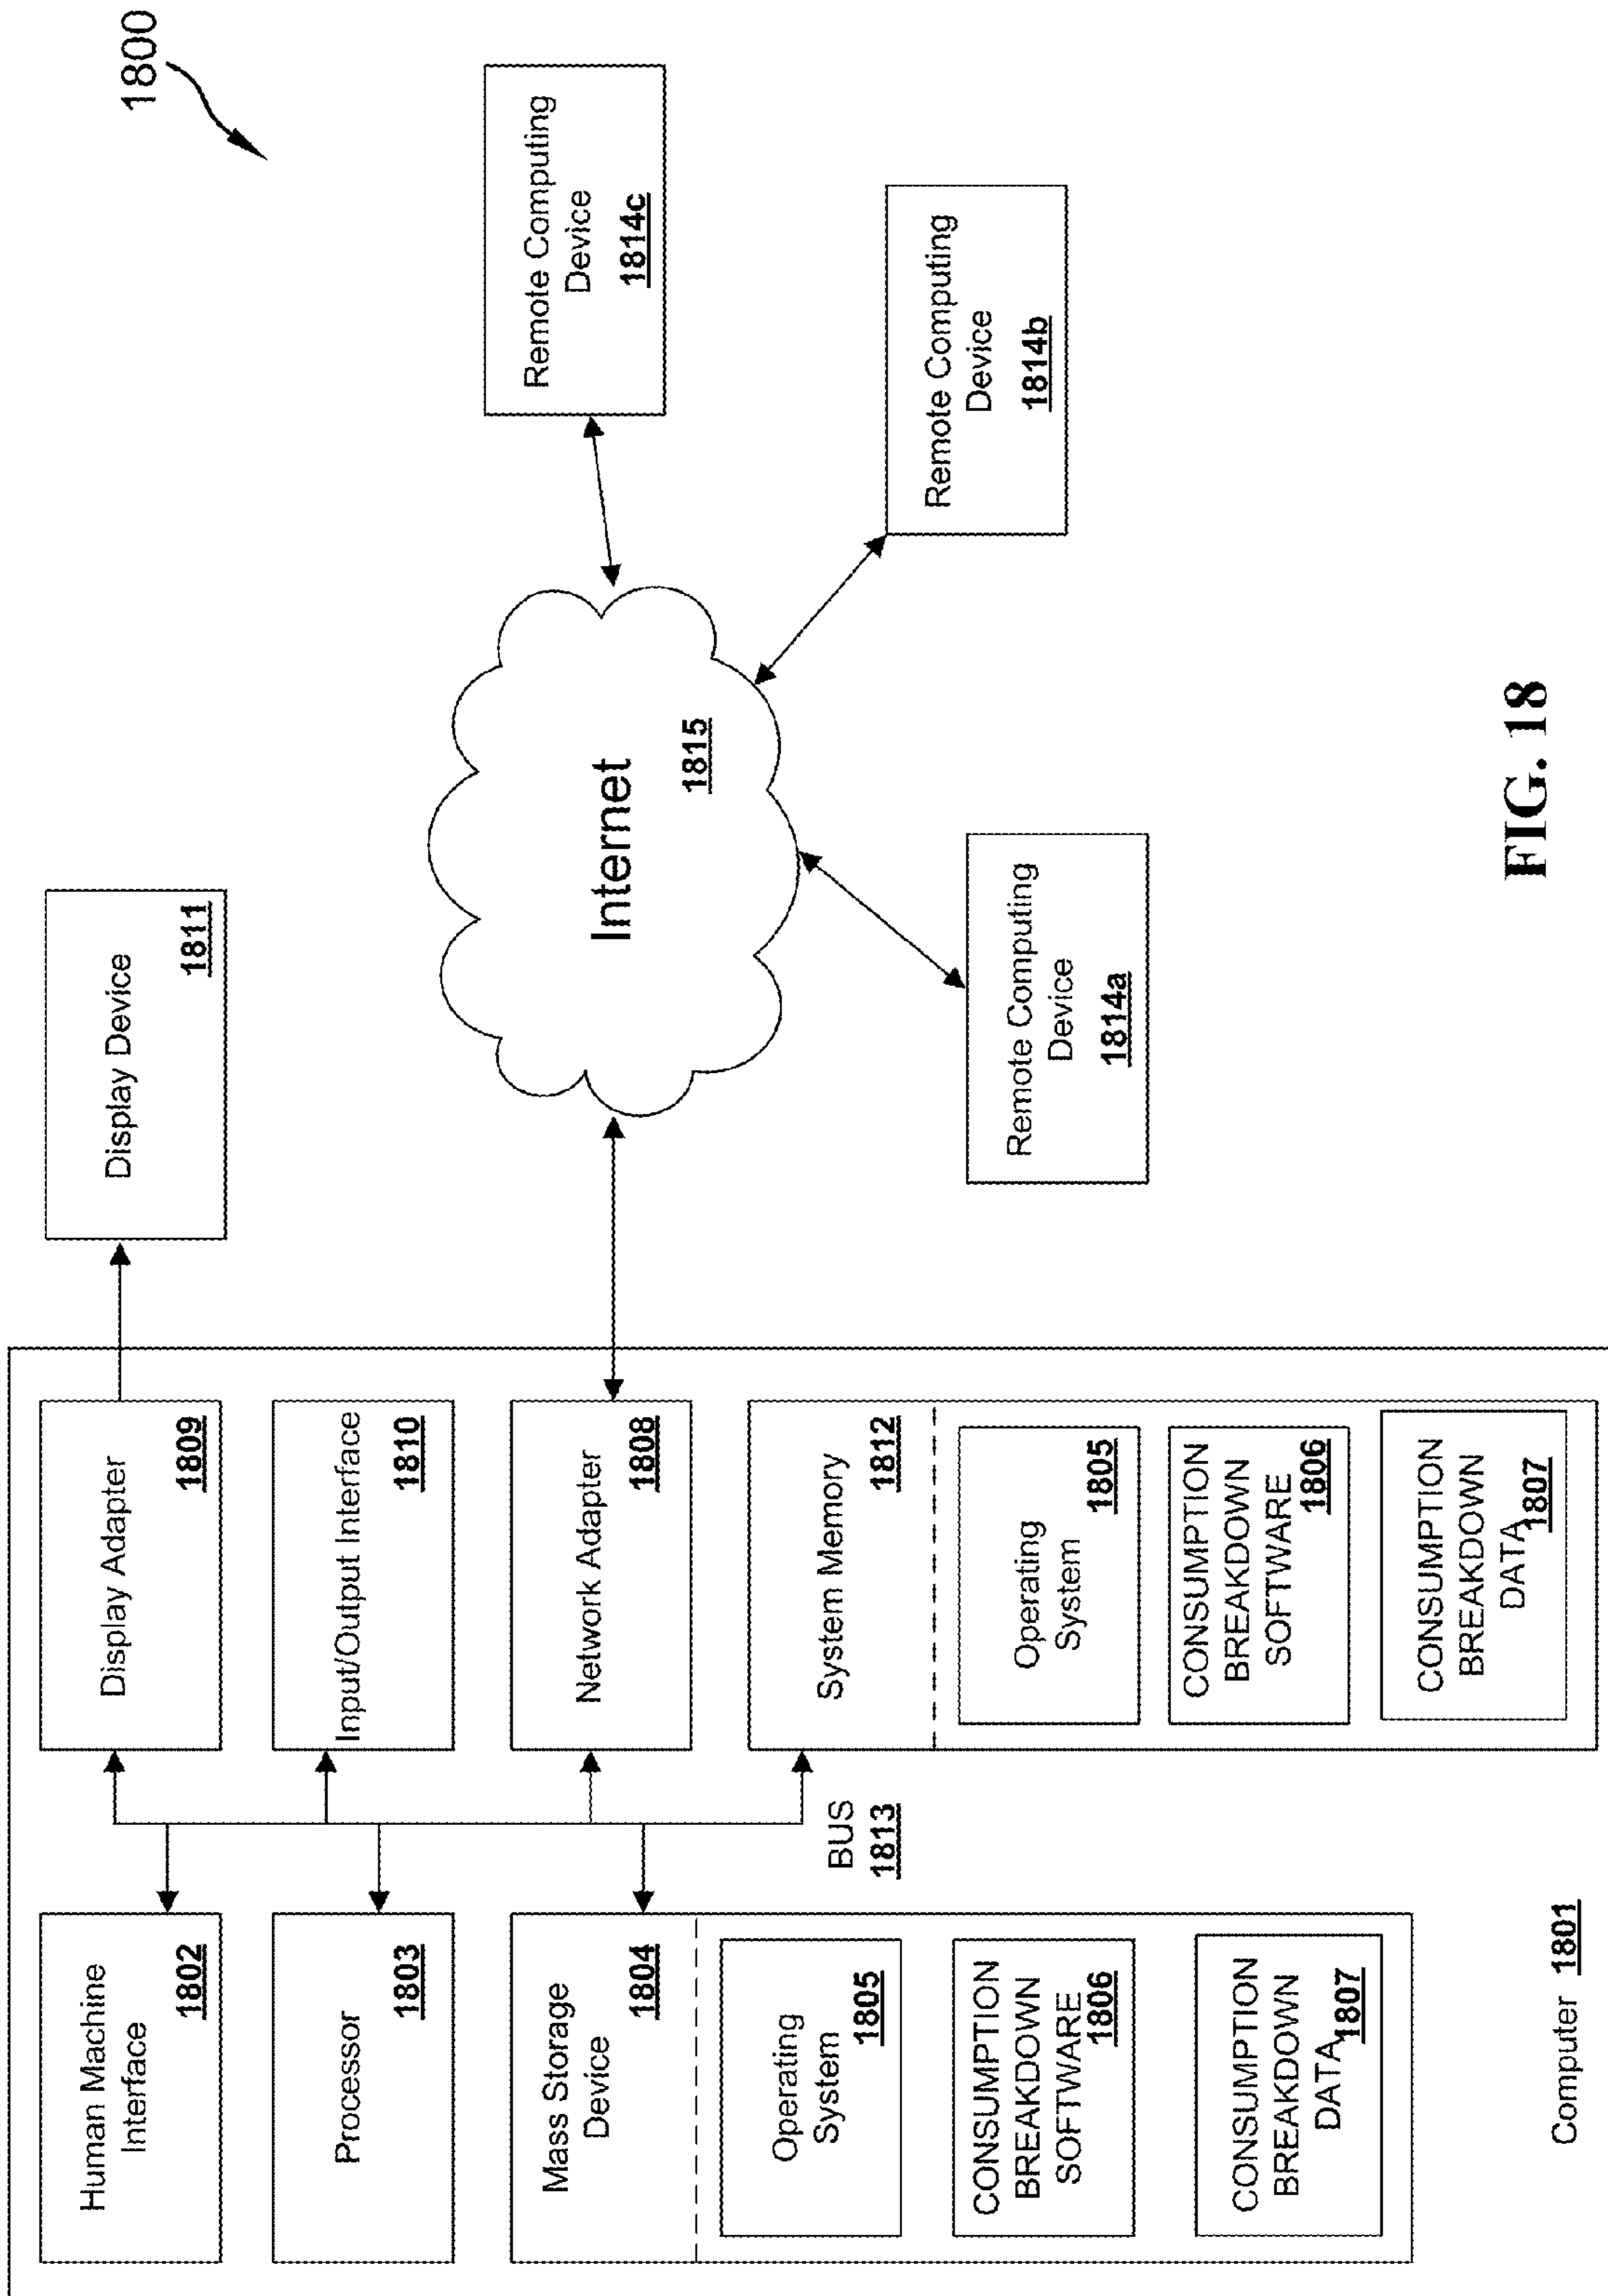 1800
Human Machine
Interface
1802
Processor
1803
Mass Storage
Device
1804
Operating
System
1805
CONSUMPTION
BREAKDOWN
SOFTWARE
1806
CONSUMPTION
BREAKDOWN
DATA
1807
Computer 1801
BUS
1813
Display Adapter
1809
Input/Output Interface
1810
Network Adapter
1808
System Memory
1812
Operating
System
1805
CONSUMPTION
BREAKDOWN
SOFTWARE
1806
CONSUMPTION
BREAKDOWN
DATA
1807
Display Device
1811
Internet
1815
Remote Computing
Device
1814a
Remote Computing
Device
1814b
Remote Computing
Device
1814c
FIG. 18